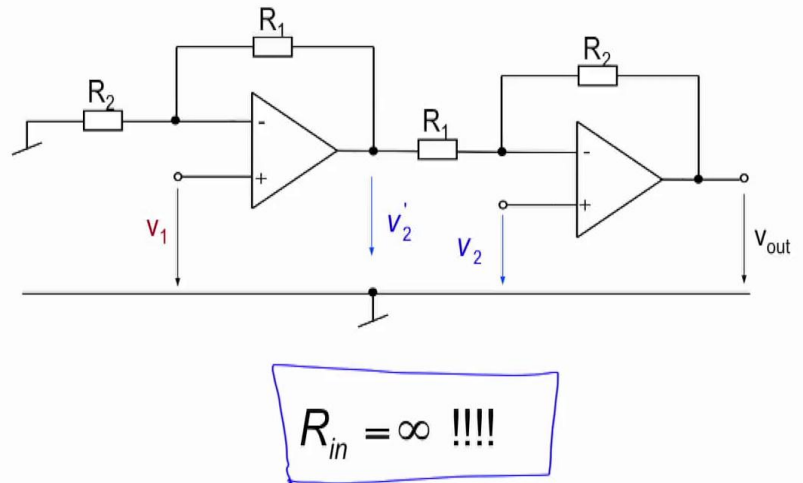 R1
R2
R2
R1
-
+
-
+
v1
v2'
v2
vout
Rin = ∞ !!!!